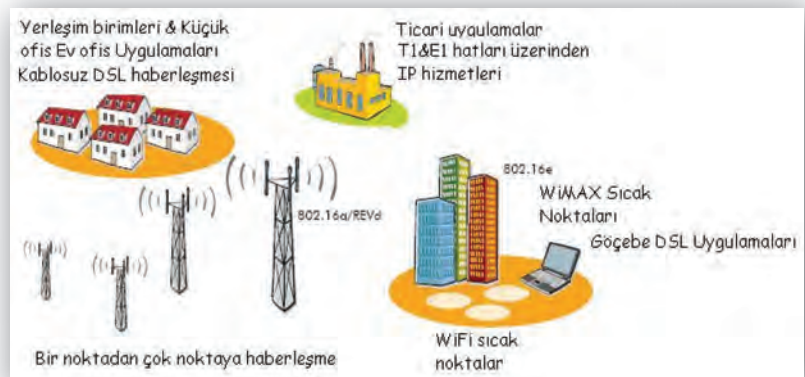 Yerleşim birimleri & Küçük
ofis Ev ofis Uygulamaları
Kablosuz DSL haberleşmesi
Ticari uygulamalar
T1&E1 hatları üzerinden
IP hizmetleri
802.16a/REVd
802.16e
WiMAX Sıcak
Noktaları
Göçebe DSL Uygulamaları
WiFi sıcak
noktalar
Bir noktadan çok noktaya haberleşme